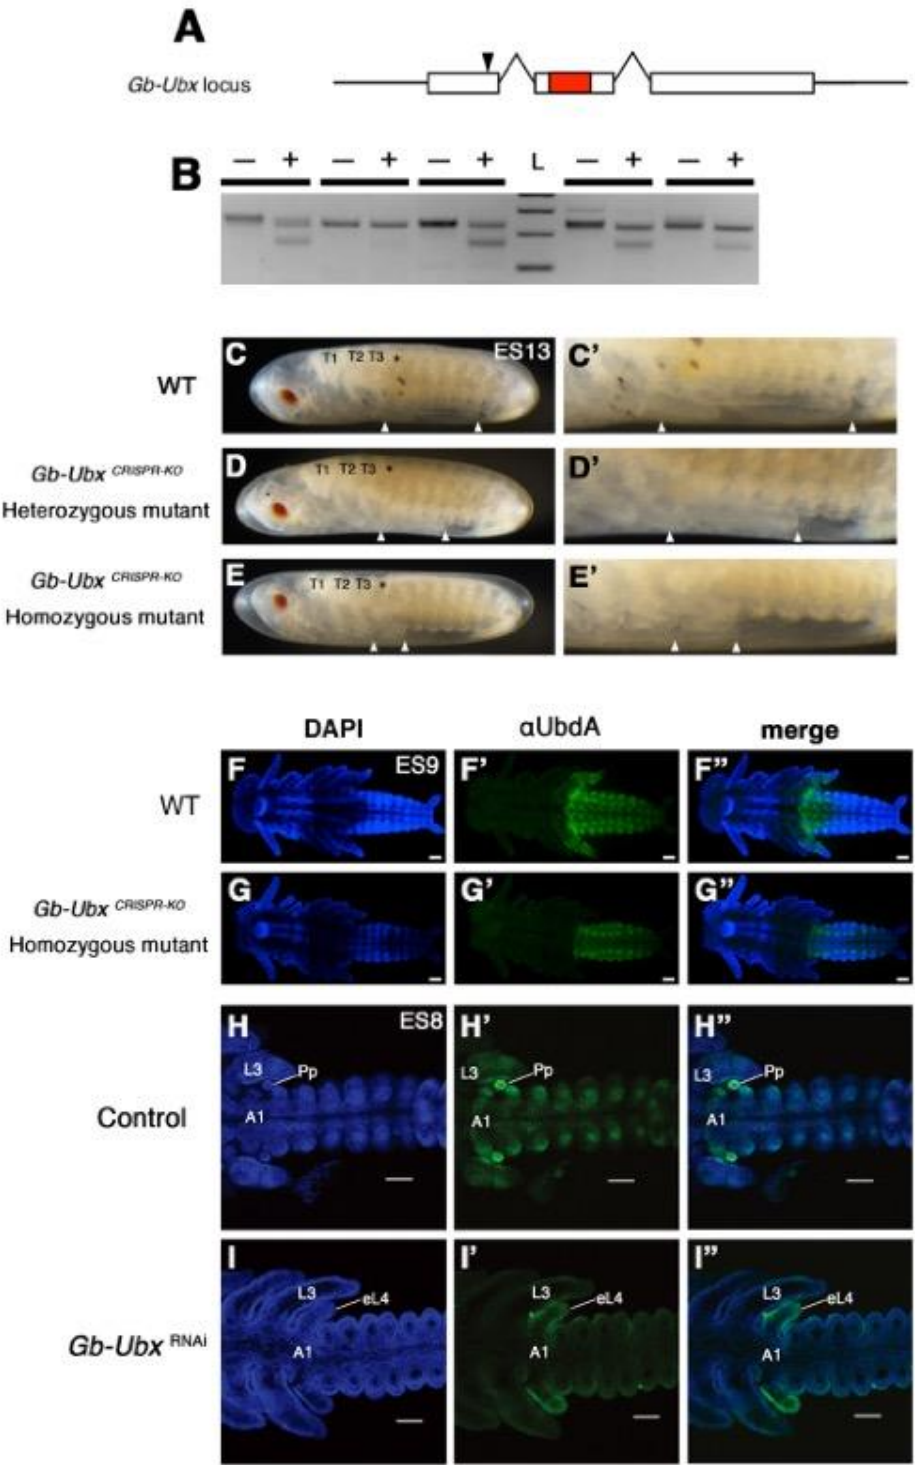 A
Gb-Ubx locus
B
— + — + — + L — + — +
C T1 T2 T3 * ES13 C’
WT
D T1 T2 T3 * D’
Gb-Ubx CRISPR-KO
Heterozygous mutant
E T1 T2 T3 * E’
Gb-Ubx CRISPR-KO
Homozygous mutant
DAPI αUbdA merge
F ES9 F’ F”
WT
G G’ G”
Gb-Ubx CRISPR-KO
Homozygous mutant
H ES8 H’ H”
L3 Pp L3 Pp L3 Pp
A1 A1 A1
Control
I I’ I”
L3 eL4 L3 eL4 L3 eL4
A1 A1 A1
Gb-Ubx RNAi